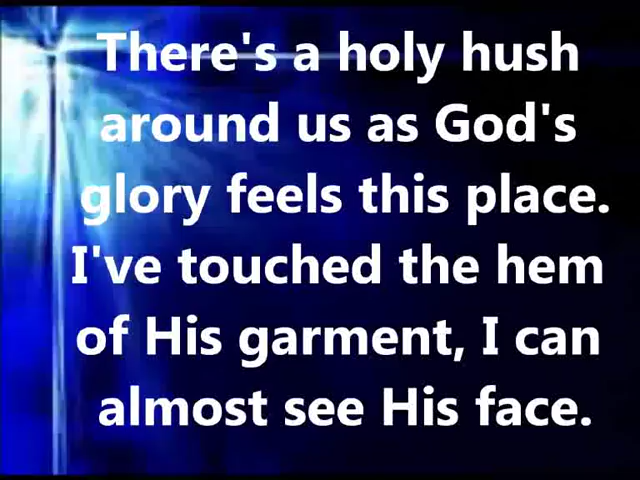 There's a holy hush
around us as God's
glory feels this place.
I've touched the hem
of His garment, I can
almost see His face.